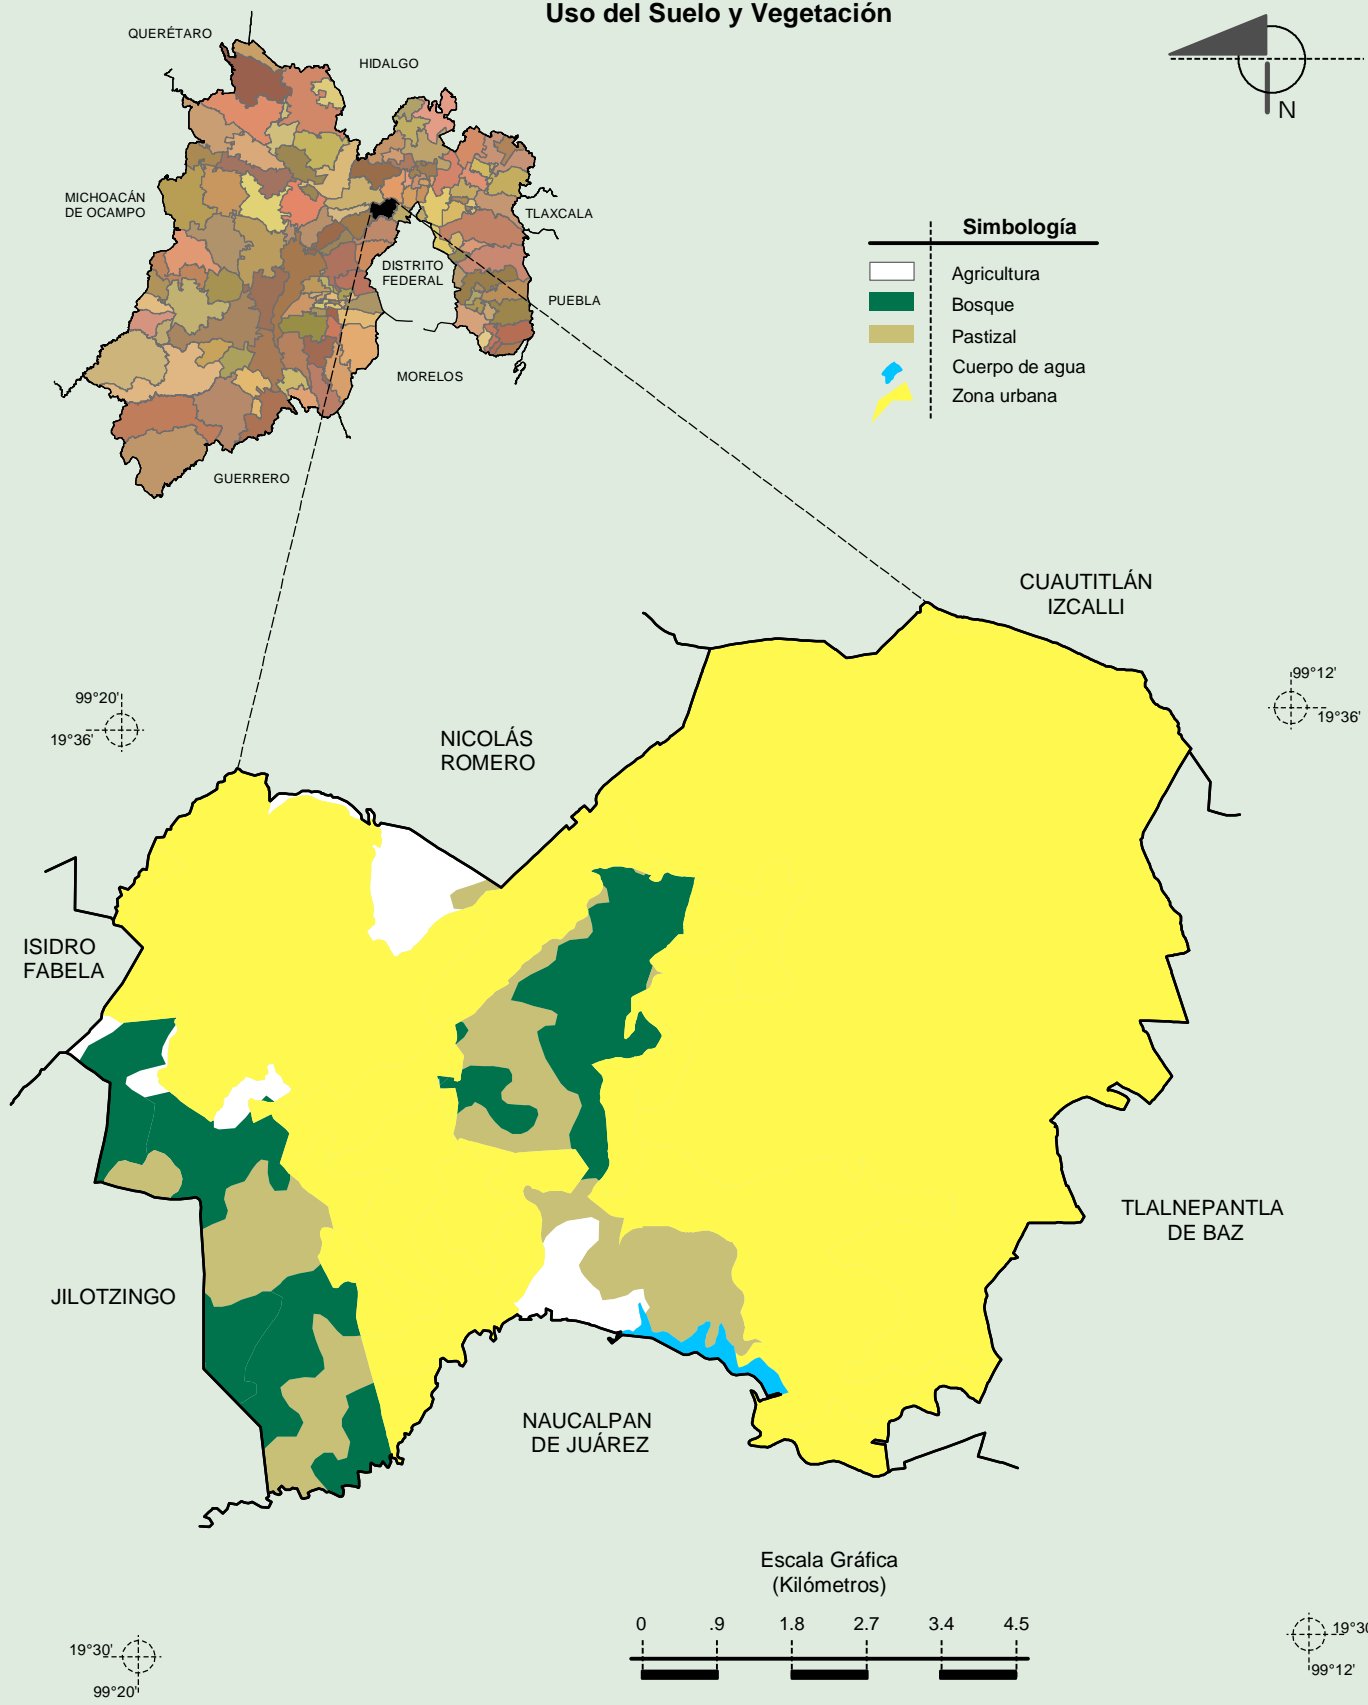 Uso del Suelo y Vegetación
QUERÉTARO
HIDALGO
N
MICHOACÁN
DE OCAMPO
TLAXCALA
DISTRITO
FEDERAL
PUEBLA
MORELOS
GUERRERO
Simbología
Agricultura
Bosque
Pastizal
Cuerpo de agua
Zona urbana
CUAUTITLÁN
IZCALLI
99°20'
19°36'
99°12'
19°36'
NICOLÁS
ROMERO
ISIDRO
FABELA
TLALNEPANTLA
DE BAZ
JILOTZINGO
NAUCALPAN
DE JUÁREZ
Escala Gráfica
(Kilómetros)
0 .9 1.8 2.7 3.4 4.5
19°30'
99°20'
19°30
99°12'